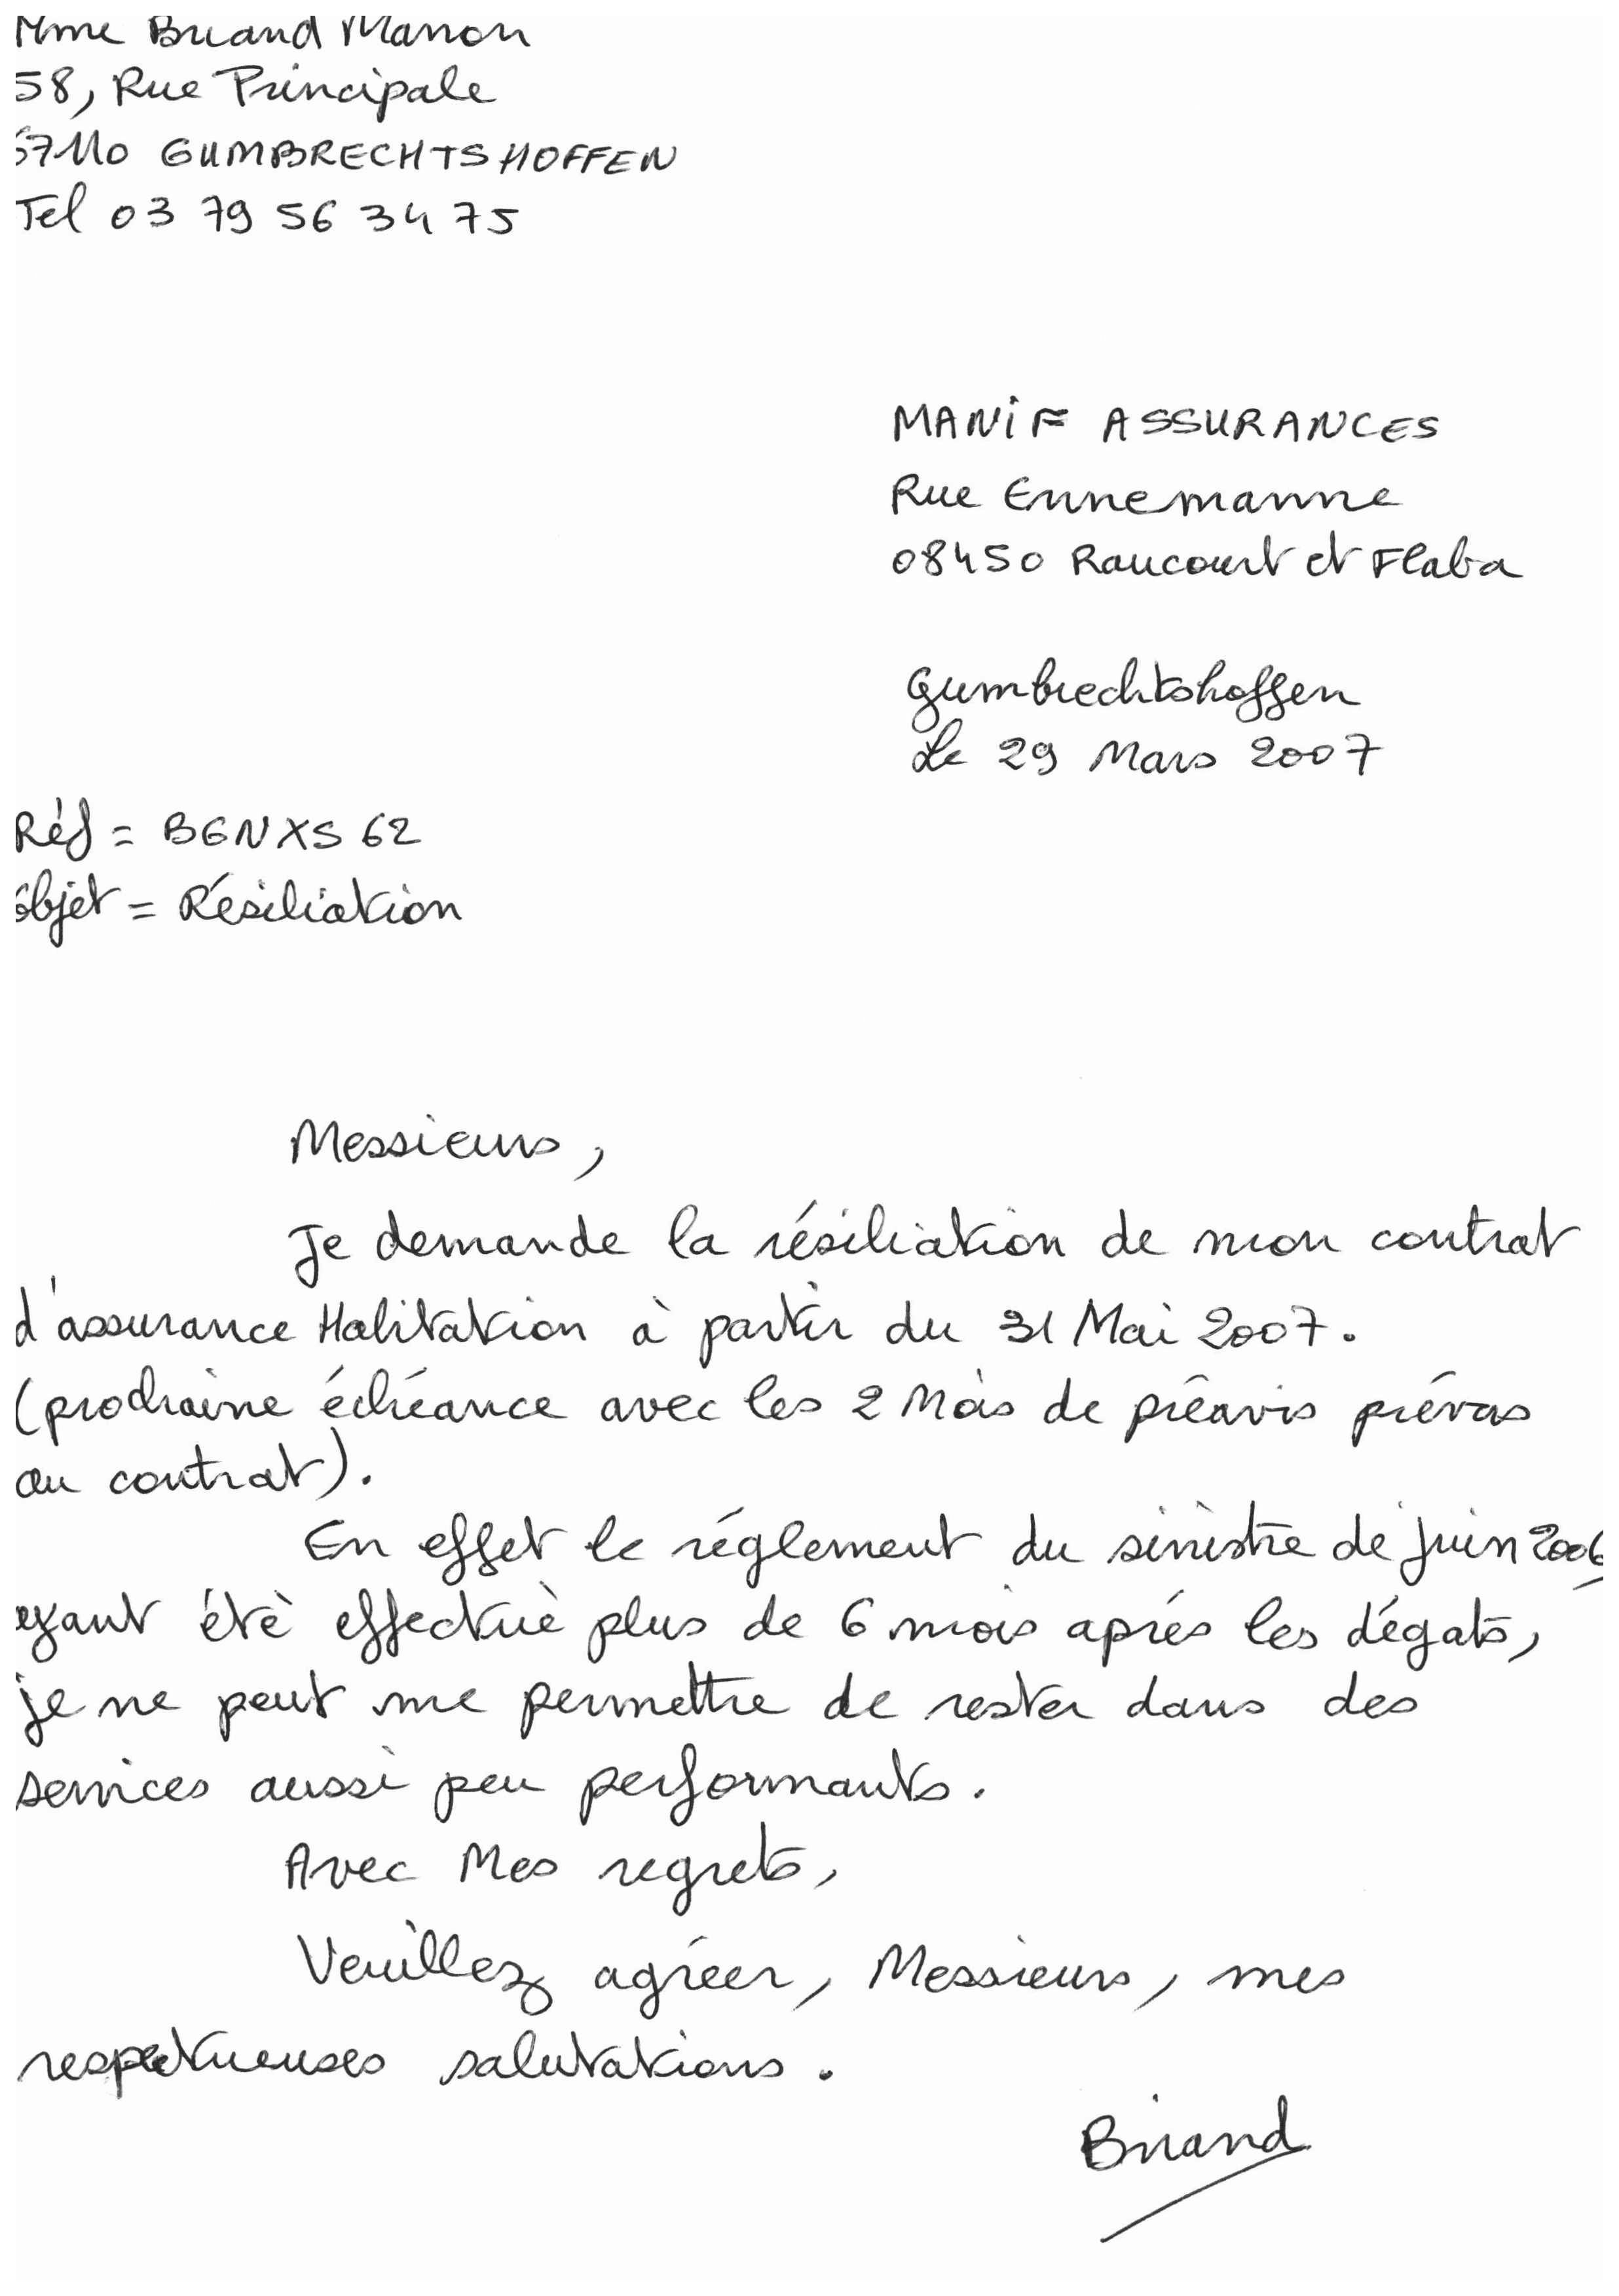 Mme Briand Manon
58, Rue Principale
67110 GUMBRECHTSHOFFEN
Tel 03 79 56 34 75
MANiF ASSURANCES
Rue Ennemanne
08450 Raucourt et Flaba
Gumbrechtshoffen
Le 29 Mars 2007
Réf = BGNXS 62
Objet = Résiliation
Messieurs,
Je demande la résiliation de mon contrat
d'assurance Habitation à partir du 31 Mai 2007.
(prochaine échéance avec les 2 Mois de préavis prévus
au contrat).
En effet le réglement du sinistre de juin 2006
ayant été effectué plus de 6 mois aprés les dégats,
je ne peut me permettre de rester dans des
services aussi peu performants.
Avec Mes regrets,
Veuillez agréer, Messieurs, mes
respectueuses salutations.
Briand